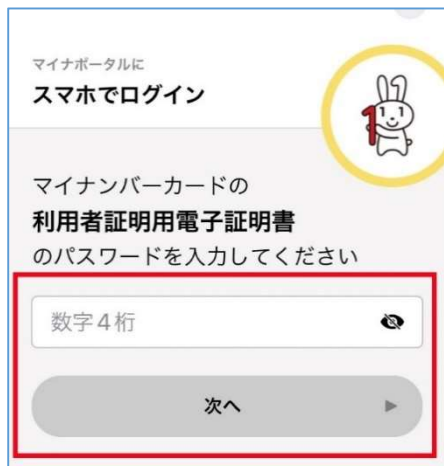 マイナポータルに
スマホでログイン
マイナンバーカードの
利用者証明用電子証明書
のパスワードを入力してください
数字4桁
次へ